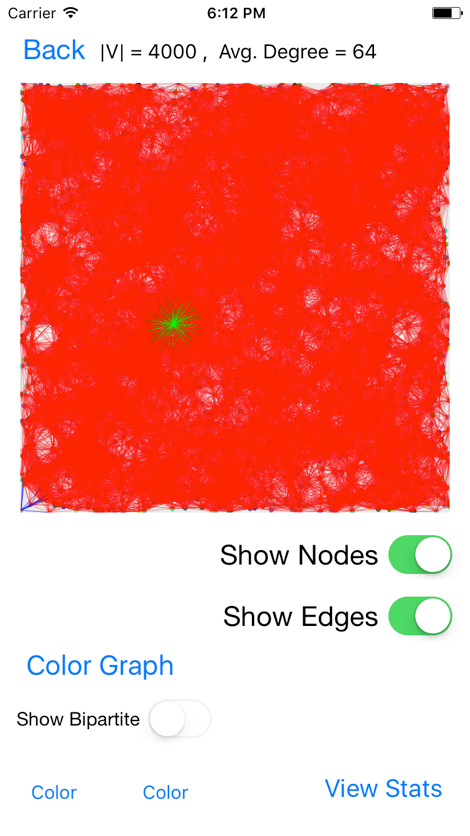 Carrier 6:12 PM
Back |V| = 4000 , Avg. Degree = 64
Show Nodes
Show Edges
Color Graph
Show Bipartite
Color Color View Stats